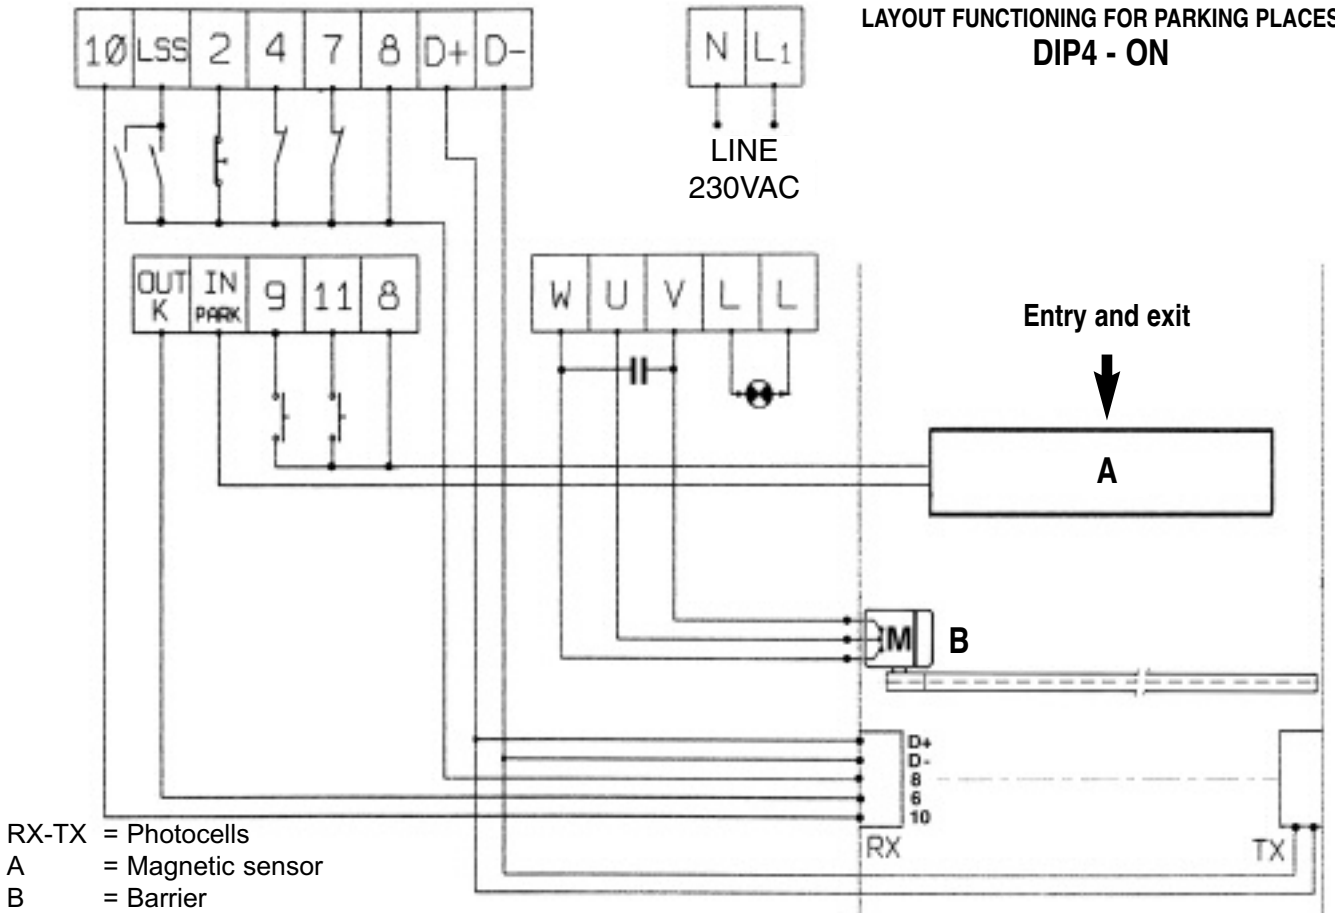 LAYOUT FUNCTIONING FOR PARKING PLACES
DIP4 - ON
10 LSS 2 4 7 8 D+ D-
N L1
LINE
230VAC
OUT K IN PARK 9 11 8
W U V L L
Entry and exit
A
M B
D+
D-
8
6
10
RX
TX
RX-TX = Photocells
A = Magnetic sensor
B = Barrier